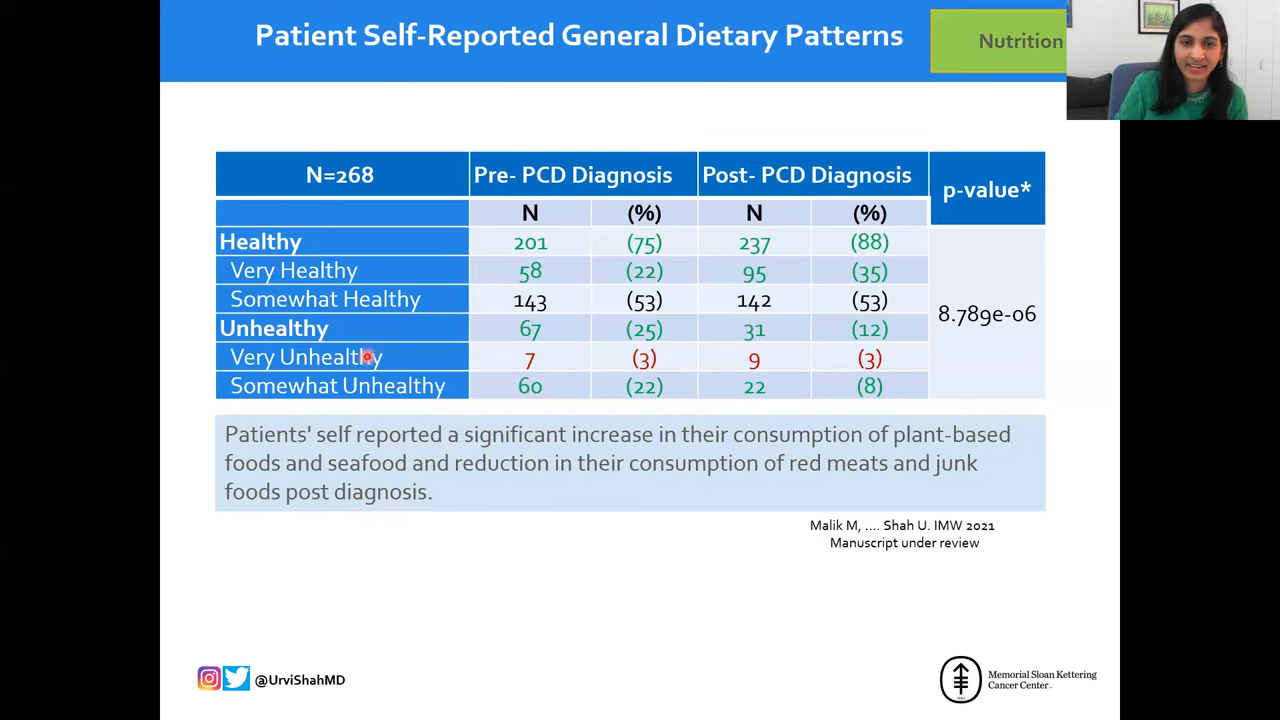 Patient Self-Reported General Dietary Patterns
Nutrition
N=268 Pre- PCD Diagnosis Post- PCD Diagnosis p-value*
N (%) N (%)
Healthy 201 (75) 237 (88)
Very Healthy 58 (22) 95 (35)
Somewhat Healthy 143 (53) 142 (53)
8.789e-06
Unhealthy 67 (25) 31 (12)
Very Unhealthy 7 (3) 9 (3)
Somewhat Unhealthy 60 (22) 22 (8)
Patients' self reported a significant increase in their consumption of plant-based
foods and seafood and reduction in their consumption of red meats and junk
foods post diagnosis.
Malik M, .... Shah U. IMW 2021
Manuscript under review
@UrviShahMD
Memorial Sloan Kettering
Cancer Center